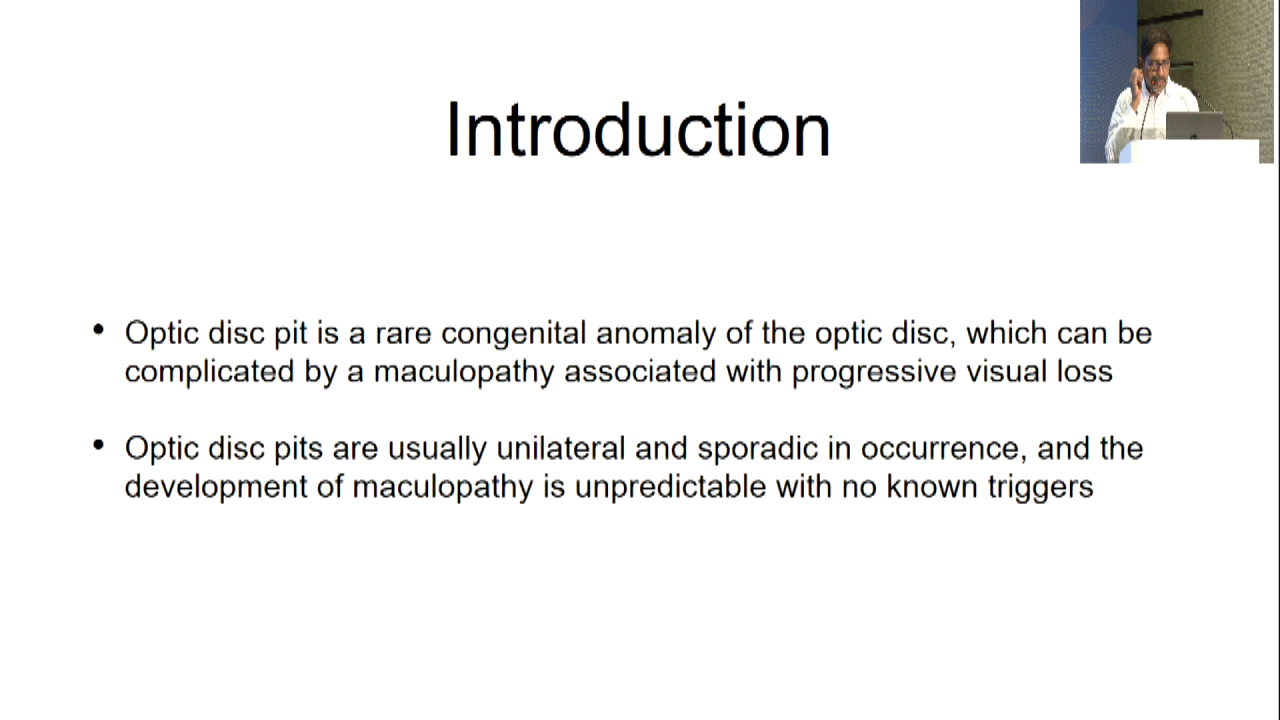 Introduction
• Optic disc pit is a rare congenital anomaly of the optic disc, which can be
complicated by a maculopathy associated with progressive visual loss
• Optic disc pits are usually unilateral and sporadic in occurrence, and the
development of maculopathy is unpredictable with no known triggers